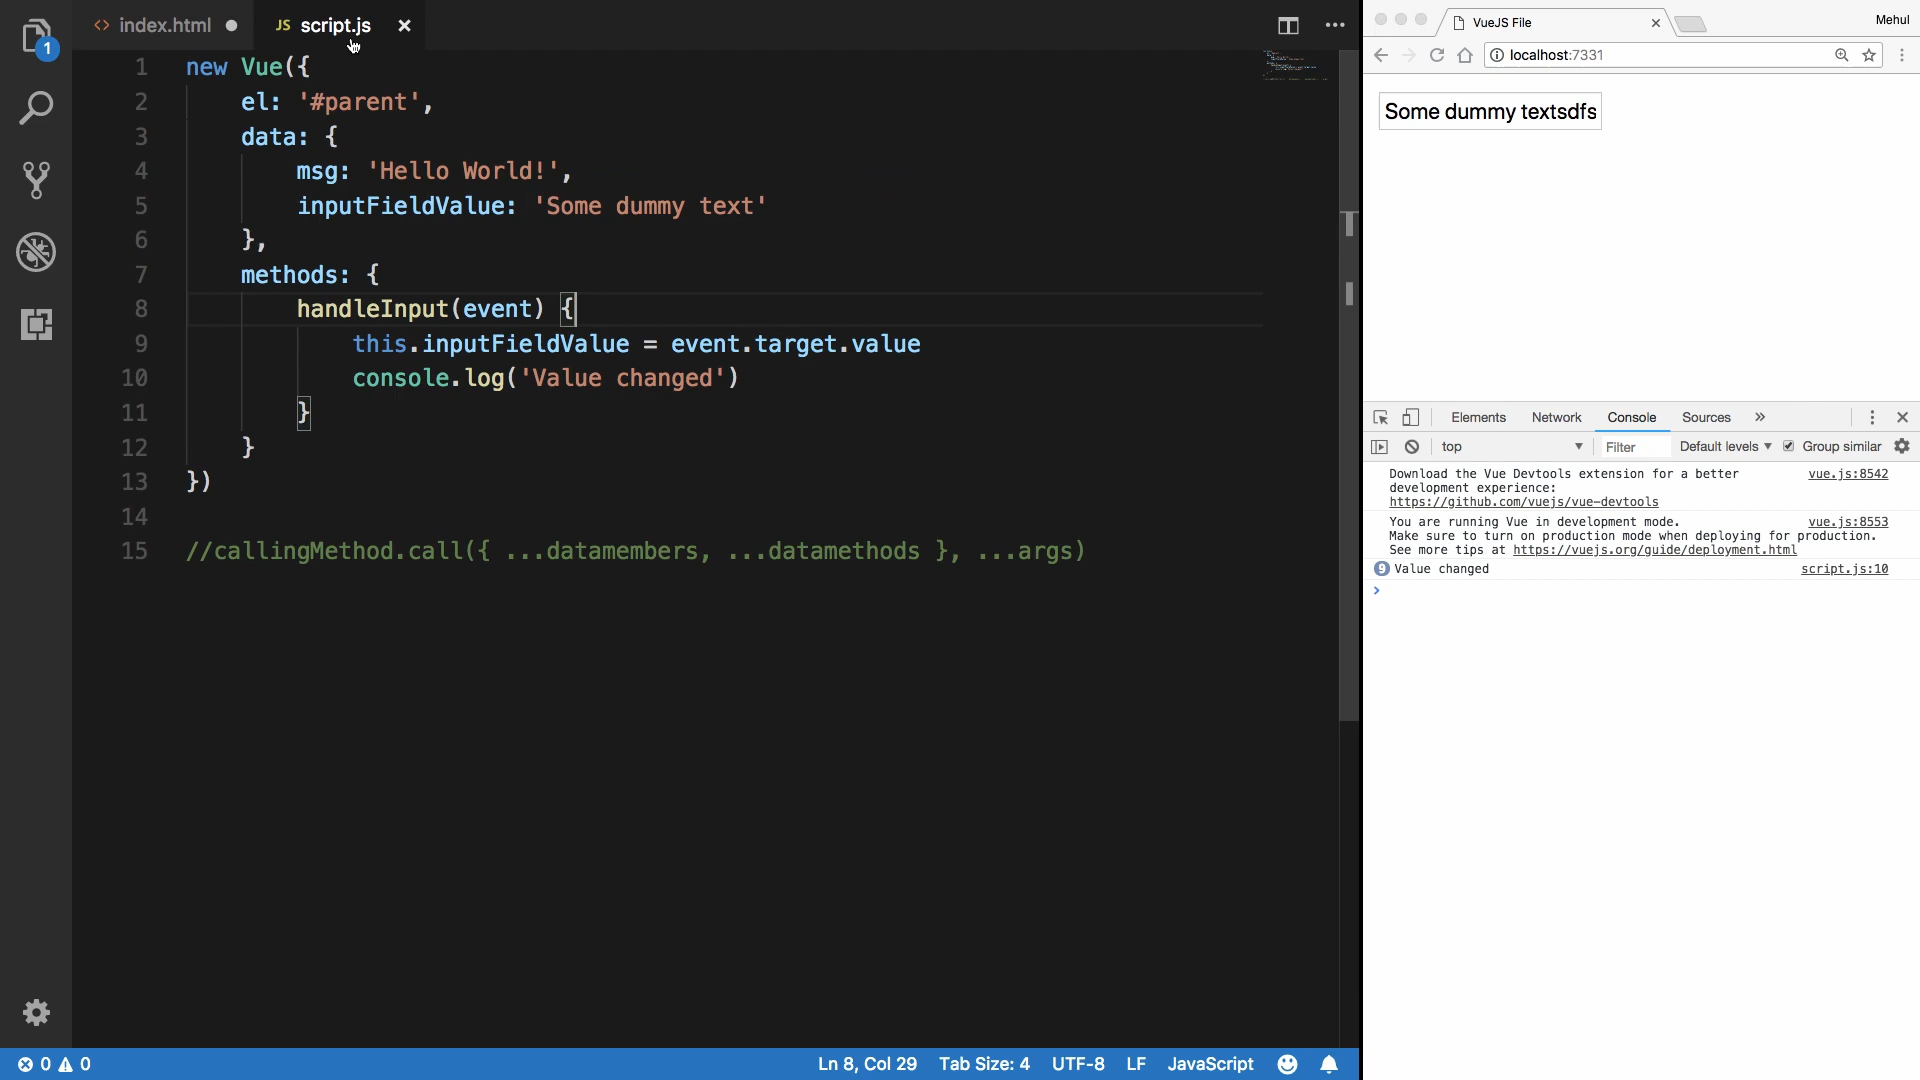 index.html
JS script.js
1
1 new Vue({
2 el: '#parent',
3 data: {
4 msg: 'Hello World!',
5 inputFieldValue: 'Some dummy text'
6 },
7 methods: {
8 handleInput(event) {
9 this.inputFieldValue = event.target.value
10 console.log('Value changed')
11 }
12 }
13 })
14
15 //callingMethod.call({ ...datamembers, ...datamethods }, ...args)
0 0
Ln 8, Col 29 Tab Size: 4 UTF-8 LF JavaScript
VueJS File
Mehul
localhost:7331
Some dummy textsdfs
Elements Network Console Sources »
top Filter Default levels Group similar
Download the Vue Devtools extension for a better vue.js:8542
development experience:
https://github.com/vuejs/vue-devtools
You are running Vue in development mode. vue.js:8553
Make sure to turn on production mode when deploying for production.
See more tips at https://vuejs.org/guide/deployment.html
9 Value changed script.js:10